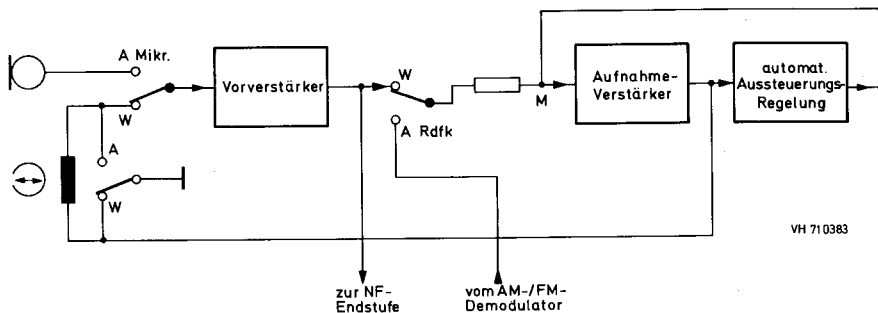 A Mikr.
W
A
W
Vorverstärker
W
A Rdfk
M
Aufnahme-
Verstärker
automat.
Aussteuerungs-
Regelung
zur NF-
Endstufe
vom AM-/FM-
Demodulator
VH 710383